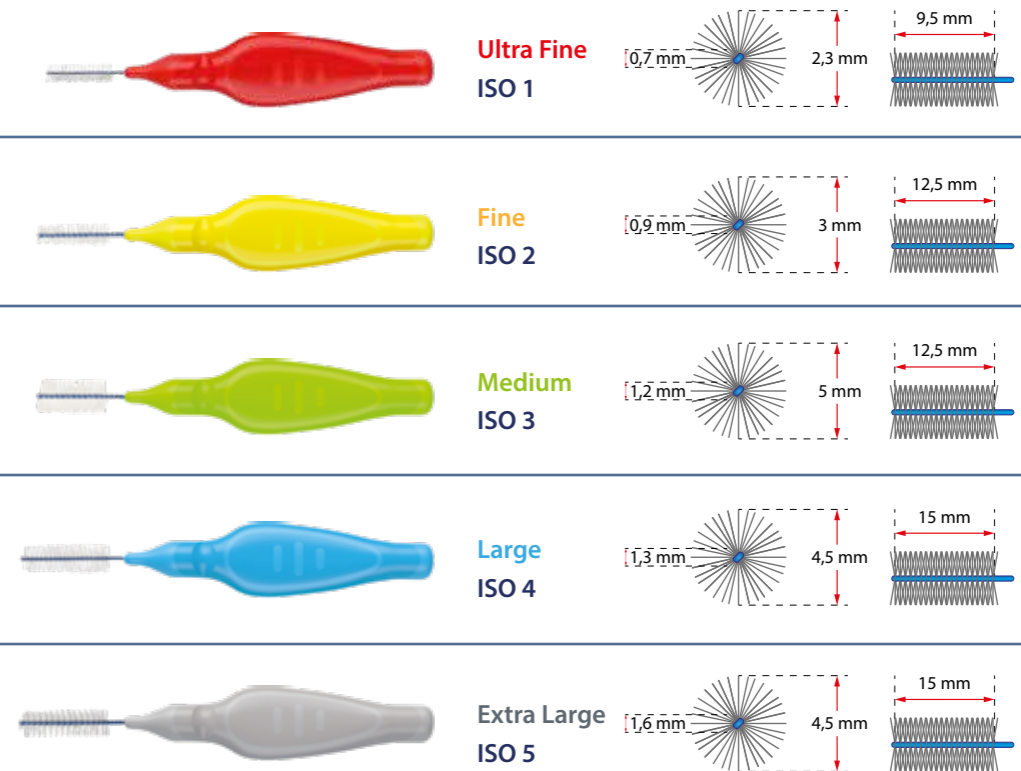 9,5 mm
Ultra Fine
0,7 mm
2,3 mm
ISO 1
12,5 mm
Fine
0,9 mm
3 mm
ISO 2
12,5 mm
Medium
1,2 mm
5 mm
ISO 3
15 mm
Large
1,3 mm
4,5 mm
ISO 4
15 mm
Extra Large
1,6 mm
4,5 mm
ISO 5